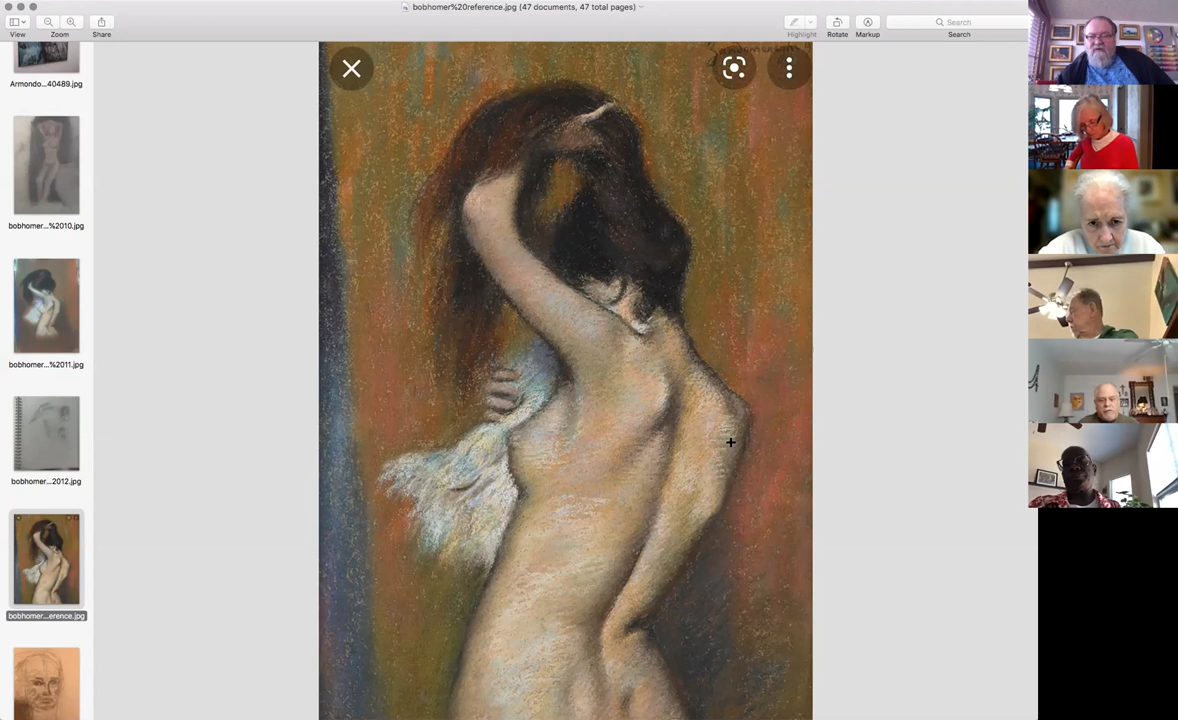 bobhomer%20reference.jpg (47 documents, 47 total pages)
View
Zoom
Share
Highlight
Rotate
Markup
Search
Search
Armondo...40489.jpg
bobhomer...%2010.jpg
bobhomer...%2011.jpg
bobhomer...2012.jpg
bobhomer...erence.jpg